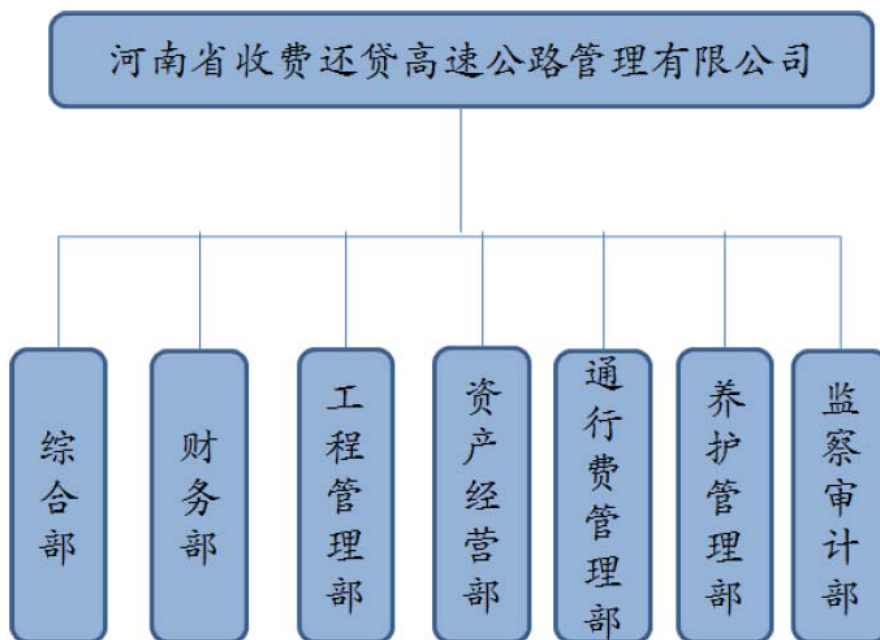 河南省收费还贷高速公路管理有限公司
综合部
财务部
工程管理部
资产经营部
通行费管理部
养护管理部
监察审计部